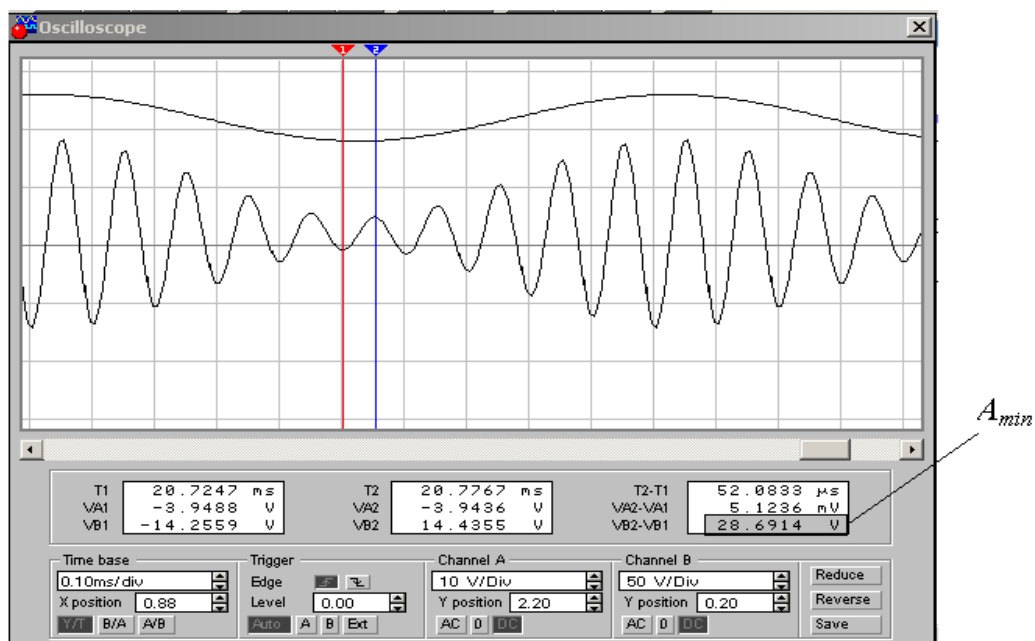 Oscilloscope
1 2
A min
T1 20.7247 ms
VA1 -3.9488 V
VB1 -14.2559 V
T2 20.7767 ms
VA2 -3.9436 V
VB2 14.4355 V
T2-T1 52.0833 µs
VA2-VA1 5.1236 mV
VB2-VB1 28.6914 V
Time base
0.10ms/div
X position 0.88
Y/T B/A A/B
Trigger
Edge
Level 0.00
Auto A B Ext
Channel A
10 V/Div
Y position 2.20
AC 0 DC
Channel B
50 V/Div
Y position 0.20
AC 0 DC
Reduce
Reverse
Save